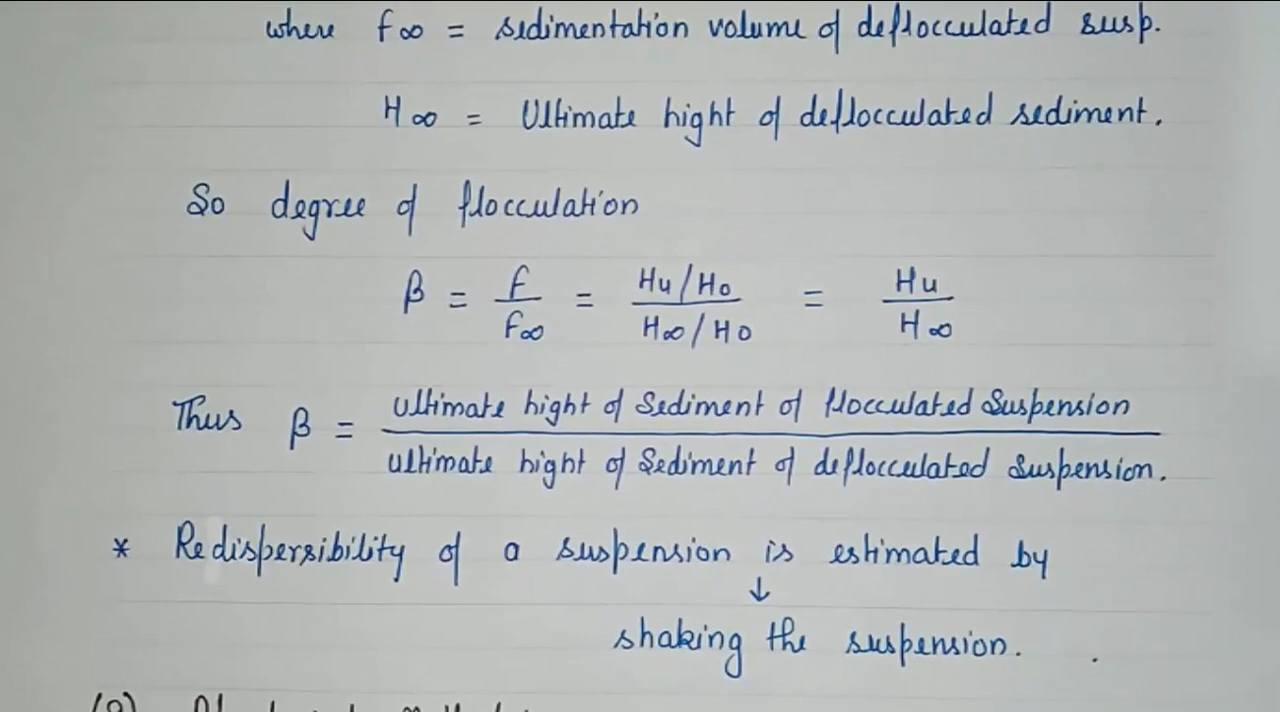 where f∞ = sedimentation volume of deflocculated susp.
H∞ = Ultimate hight of deflocculated sediment.
So degree of flocculation
β = f/f∞ = Hu/Ho / H∞/Ho = Hu/H∞
Thus β = ultimate hight of Sediment of flocculated Suspension
ultimate hight of Sediment of deflocculated Suspension.
* Redispersibility of a suspension is estimated by
↓
shaking the suspension.